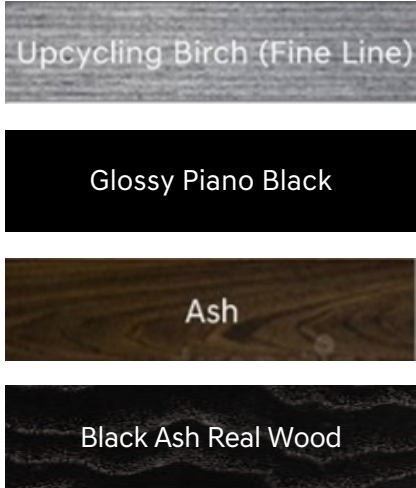 Upcycling Birch (Fine Line)
Glossy Piano Black
Ash
Black Ash Real Wood